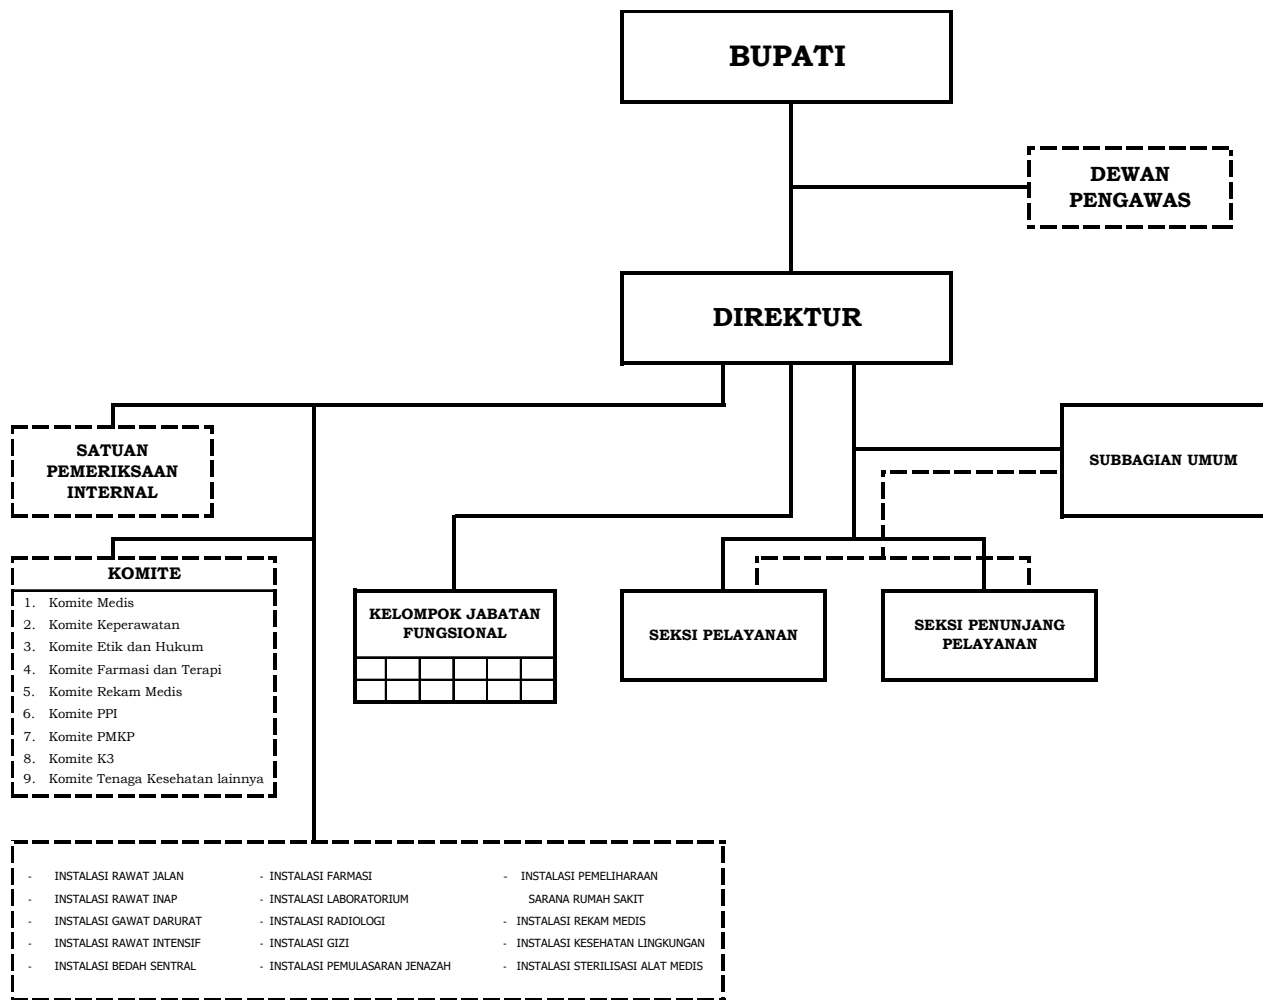 BUPATI
DEWAN
PENGAWAS
DIREKTUR
SATUAN
PEMERIKSAAN
INTERNAL
SUBBAGIAN UMUM
KOMITE
1. Komite Medis
2. Komite Keperawatan
3. Komite Etik dan Hukum
4. Komite Farmasi dan Terapi
5. Komite Rekam Medis
6. Komite PPI
7. Komite PMKP
8. Komite K3
9. Komite Tenaga Kesehatan lainnya
KELOMPOK JABATAN
FUNGSIONAL
SEKSI PELAYANAN
SEKSI PENUNJANG
PELAYANAN
- INSTALASI RAWAT JALAN
- INSTALASI RAWAT INAP
- INSTALASI GAWAT DARURAT
- INSTALASI RAWAT INTENSIF
- INSTALASI BEDAH SENTRAL
- INSTALASI FARMASI
- INSTALASI LABORATORIUM
- INSTALASI RADIOLOGI
- INSTALASI GIZI
- INSTALASI PEMULASARAN JENAZAH
- INSTALASI PEMELIHARAAN
SARANA RUMAH SAKIT
- INSTALASI REKAM MEDIS
- INSTALASI KESEHATAN LINGKUNGAN
- INSTALASI STERILISASI ALAT MEDIS